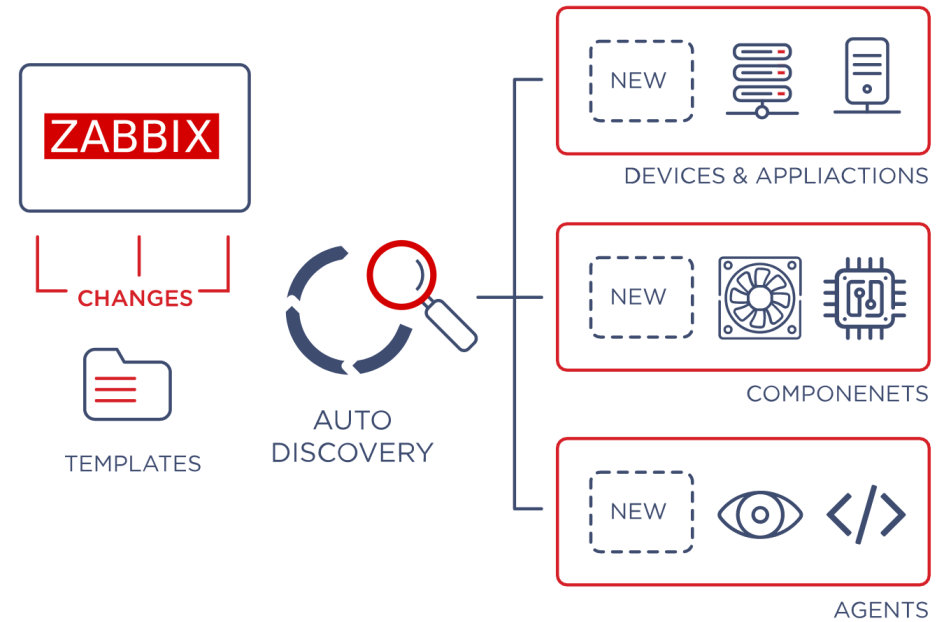 ZABBIX
CHANGES
TEMPLATES
AUTO
DISCOVERY
NEW
DEVICES & APPLIACTIONS
NEW
COMPONENETS
NEW
AGENTS